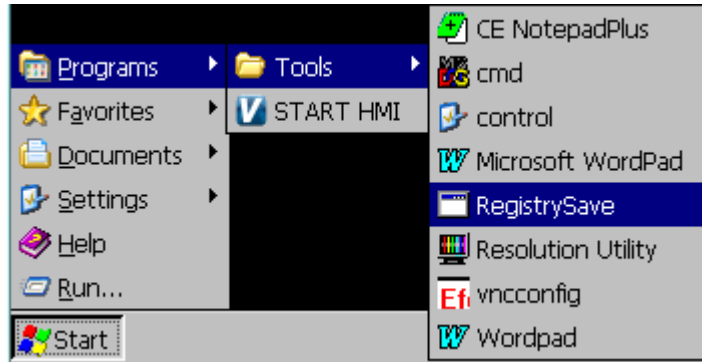 Programs
Favorites
Documents
Settings
Help
Run...
Start
Tools
START HMI
CE NotepadPlus
cmd
control
Microsoft WordPad
RegistrySave
Resolution Utility
vncconfig
Wordpad